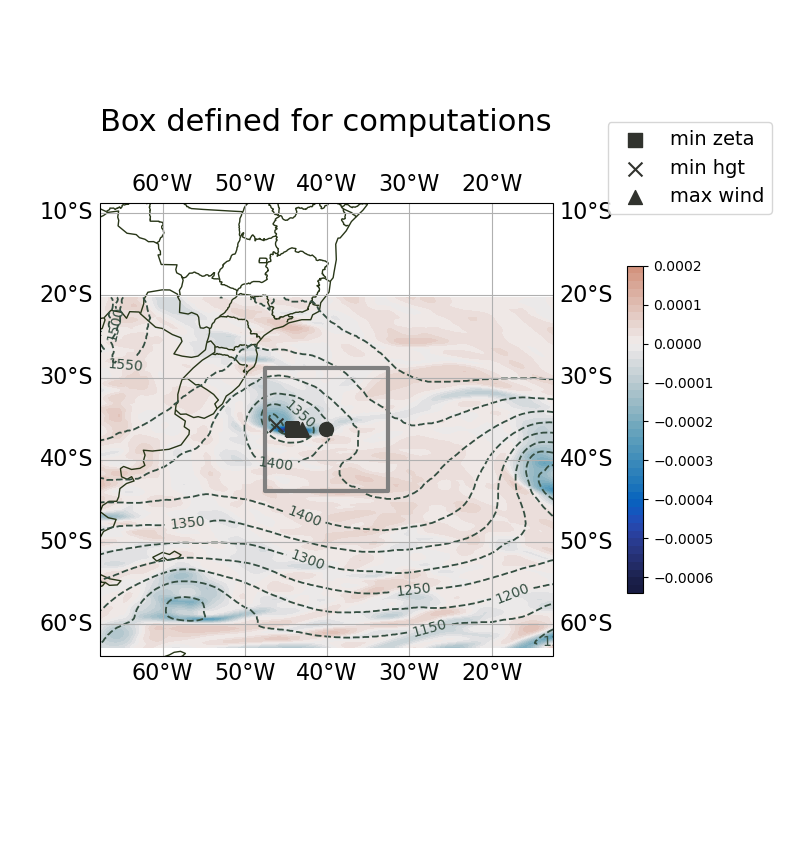 Box defined for computations
min zeta
min hgt
max wind
60°W 50°W 40°W 30°W 20°W
10°S 10°S
20°S 20°S
30°S 30°S
40°S 40°S
50°S 50°S
60°S 60°S
1500
1550
1350
1400
1400
1350
1300
1250
1200
1150
60°W 50°W 40°W 30°W 20°W
0.0002
0.0001
0.0000
−0.0001
−0.0002
−0.0003
−0.0004
−0.0005
−0.0006